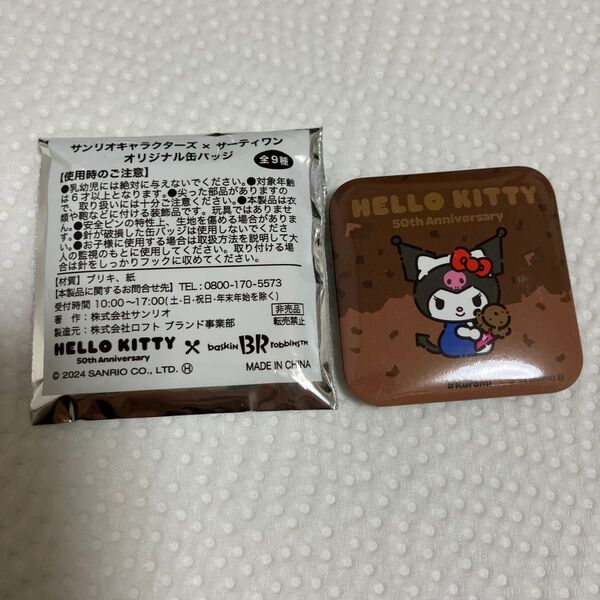 サンリオキャラクターズ × サーティワン
オリジナル缶バッジ 全9種
【使用時のご注意】
●乳幼児には絶対に与えないでください。●対象年齢
は6才以上となります。●尖った部品がありますの
で、取り扱いには十分ご注意ください。●本製品は衣
類や鞄などに付ける装飾品です。玩具ではありませ
ん。●安全ピンの特性上、生地を傷める場合がありま
す。●針が破損した缶バッジは使用しないでくださ
い。●お子様に使用する場合は取扱方法を説明して大
人の監視のもとに使用してください。取り付ける場
合は針をしっかりフックに収めてください。
【材質】ブリキ、紙
【本製品に関するお問合せ先】TEL:0800-170-5573
受付時間 10:00~17:00(土・日・祝日・年末年始を除く)
著作:株式会社サンリオ
製造元:株式会社ロフト ブランド事業部
非売品
転売禁止
HELLO KITTY × baskin BR robbins TM
50th Anniversary
© 2024 SANRIO CO., LTD. Ⓗ MADE IN CHINA
HELLO KITTY
50th Anniversary
#Kuromi